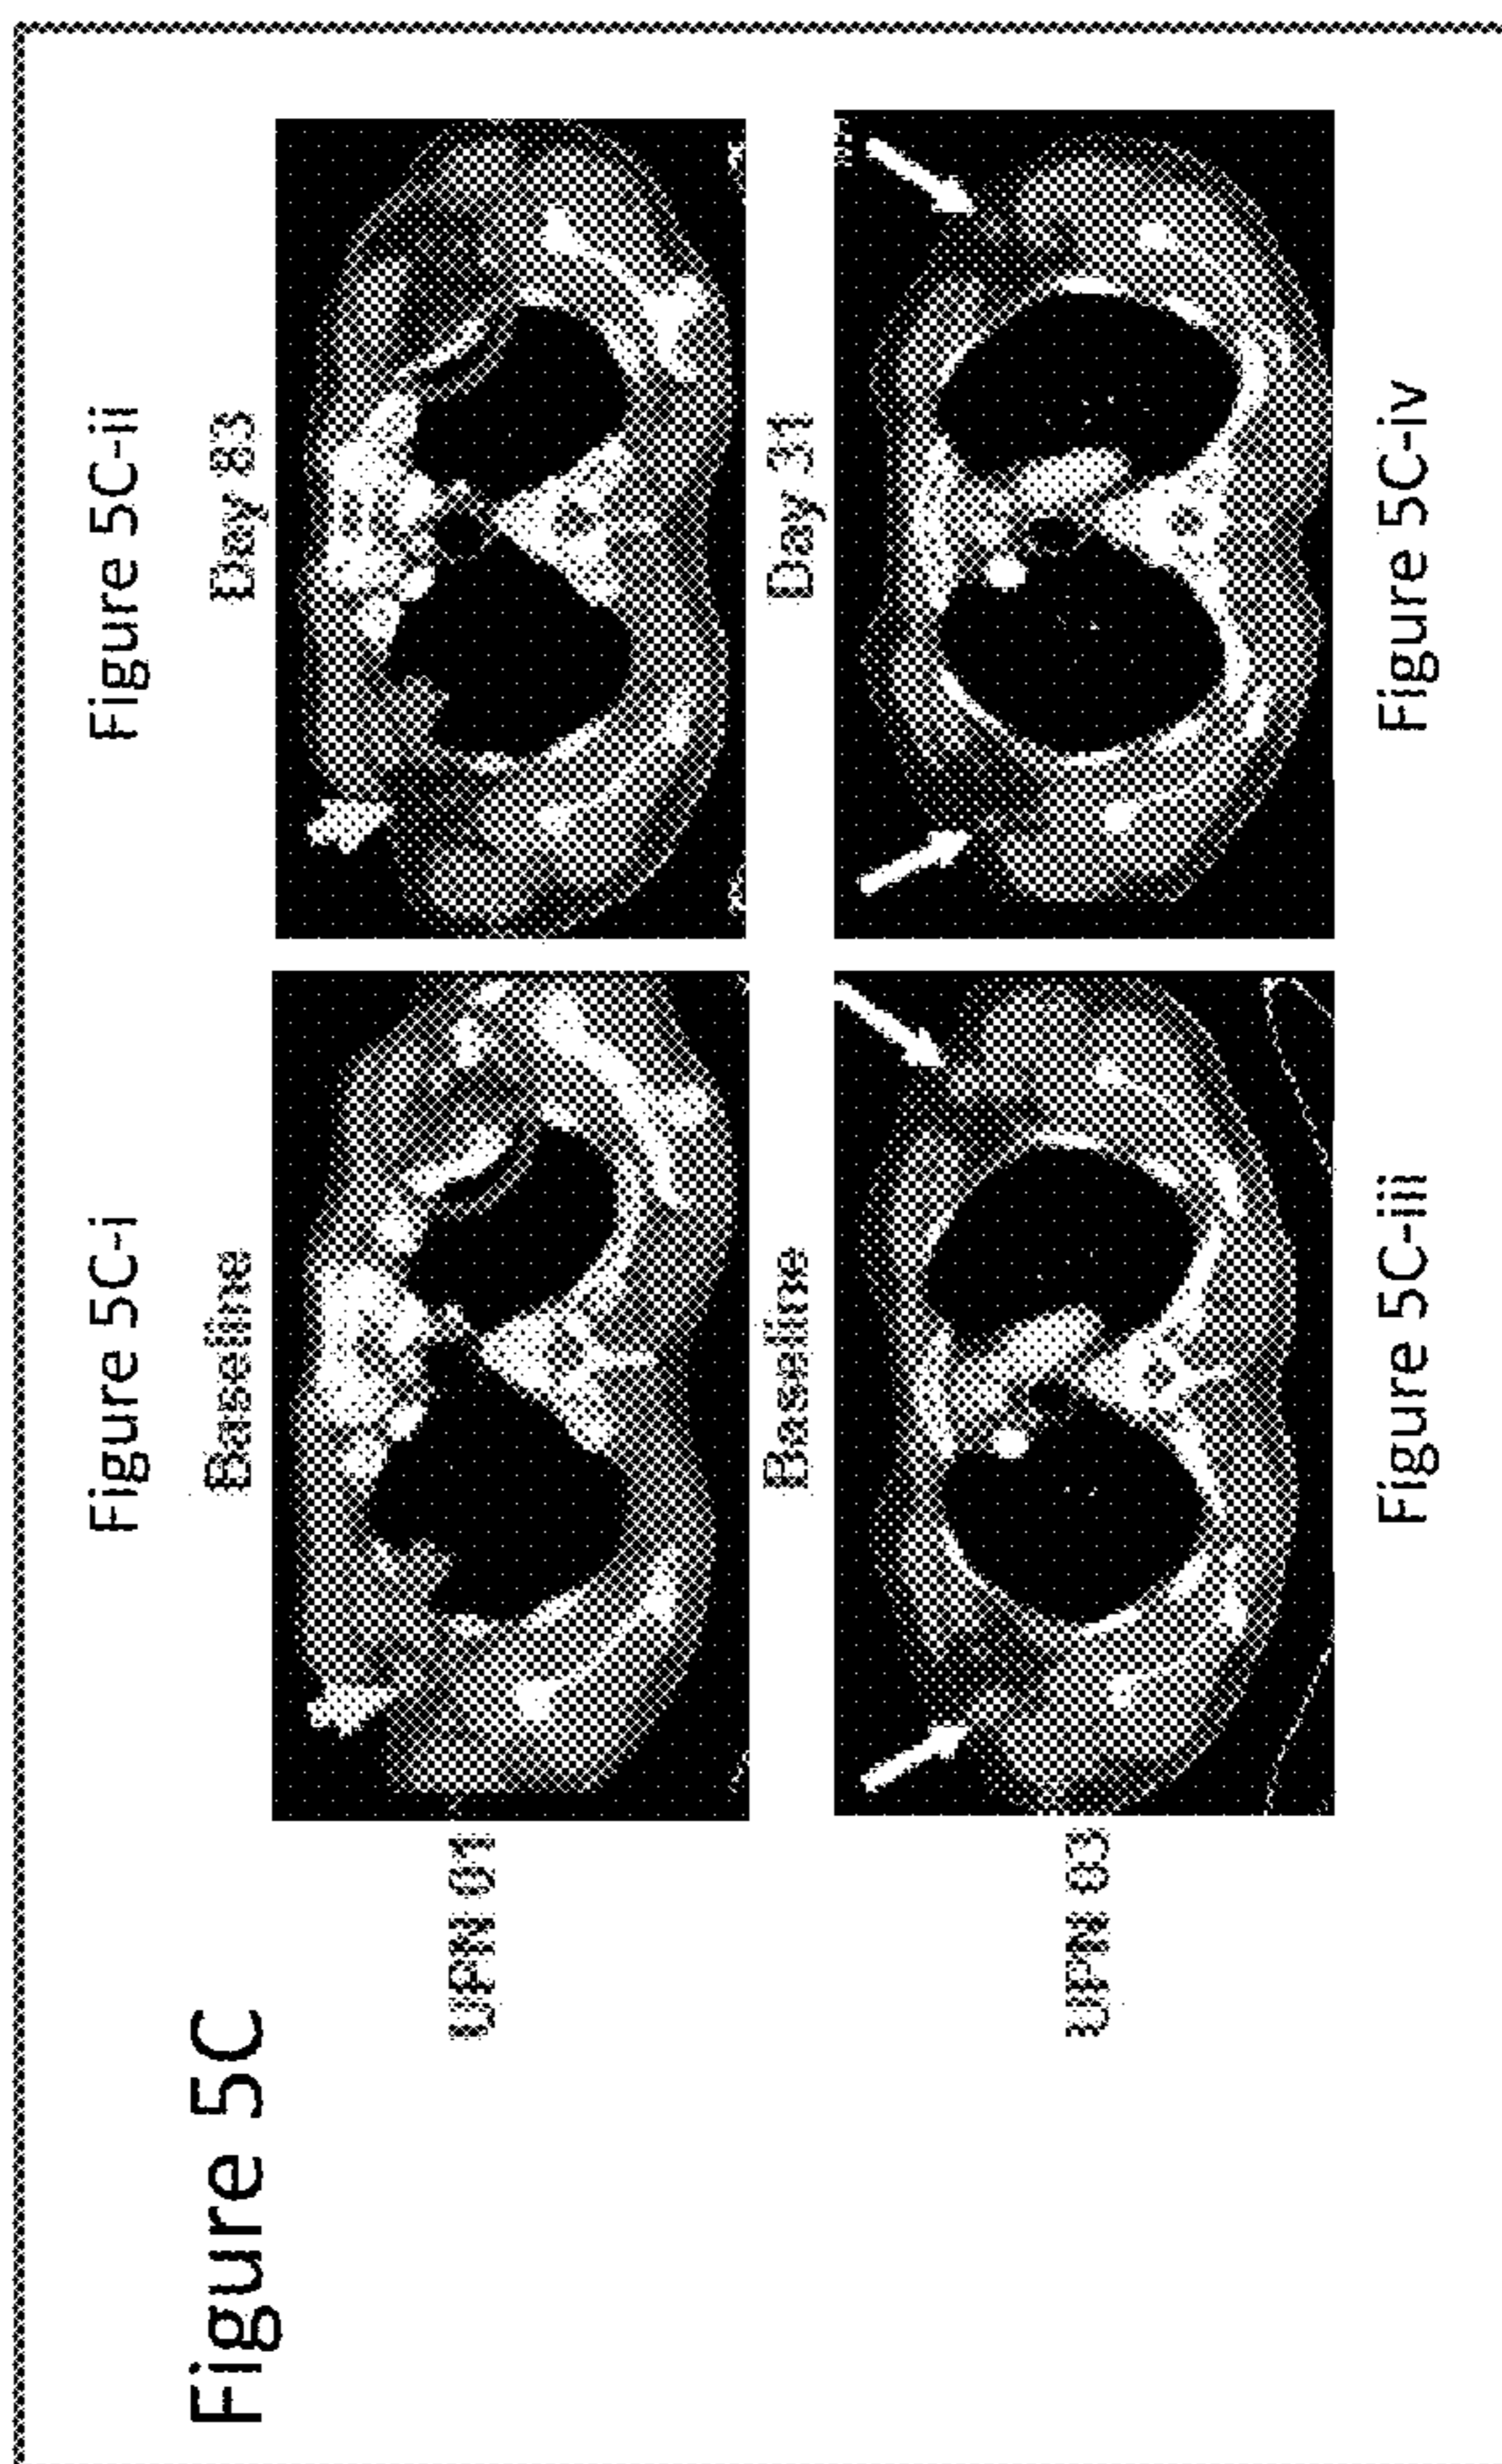 Figure 5C
Figure 5C-i
Figure 5C-ii
Baseline
Day 83
UPN 01
Baseline
Day 31
UPN 03
Figure 5C-iii
Figure 5C-iv